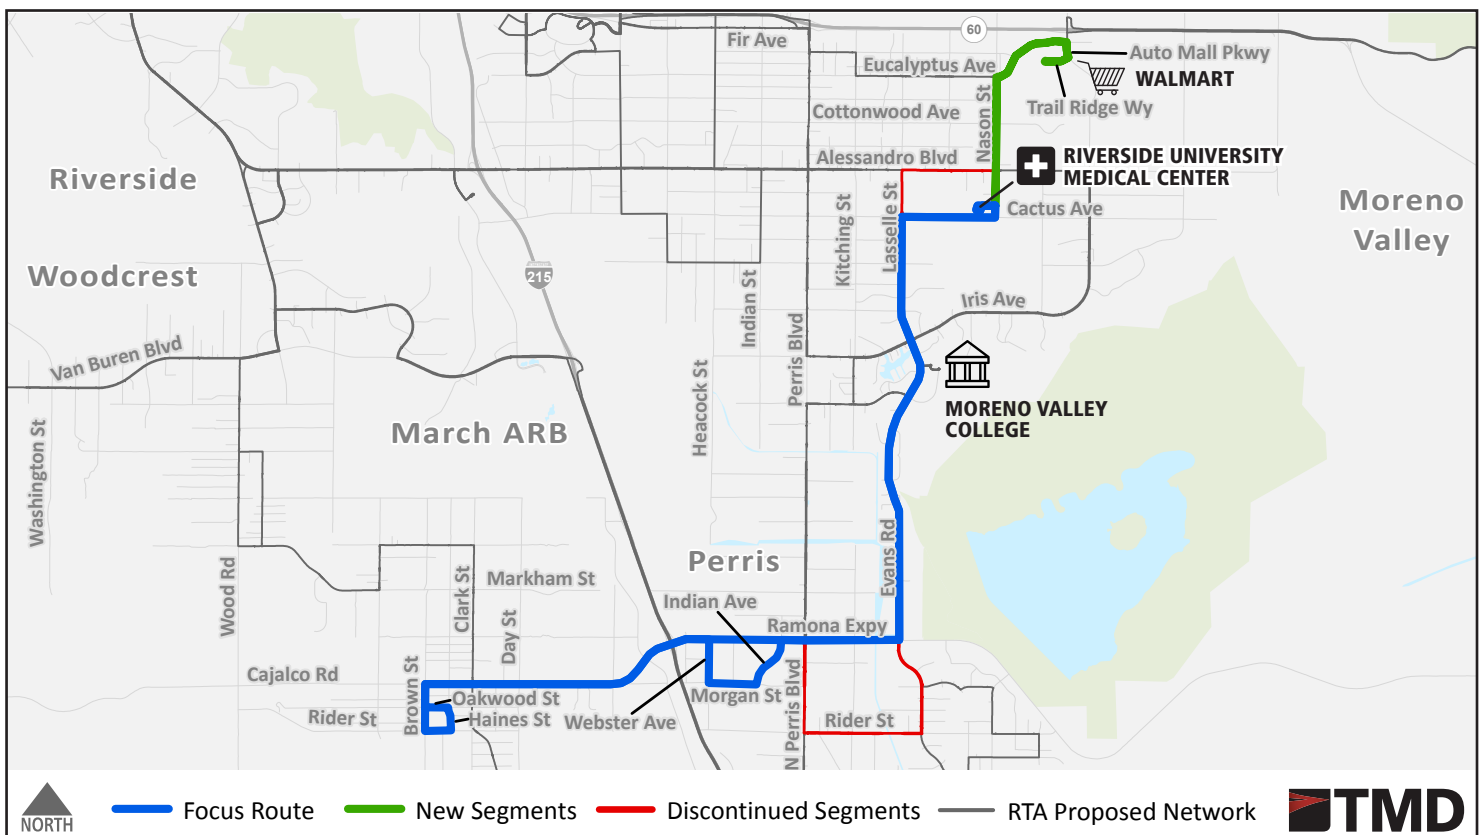 60
Fir Ave
Auto Mall Pkwy
Eucalyptus Ave
WALMART
Cottonwood Ave
Nason St
Trail Ridge Wy
Alessandro Blvd
RIVERSIDE UNIVERSITY
MEDICAL CENTER
Riverside
Moreno
Valley
Kitching St
Lasselle St
Cactus Ave
Woodcrest
215
Indian St
Iris Ave
Perris Blvd
Van Buren Blvd
Heacock St
MORENO VALLEY
COLLEGE
Washington St
March ARB
Evans Rd
Perris
Wood Rd
Clark St
Markham St
Day St
Indian Ave
Ramona Expy
Cajalco Rd
Brown St
Oakwood St
Morgan St
N Perris Blvd
Rider St
Haines St
Webster Ave
Rider St
NORTH
Focus Route
New Segments
Discontinued Segments
RTA Proposed Network
TMD